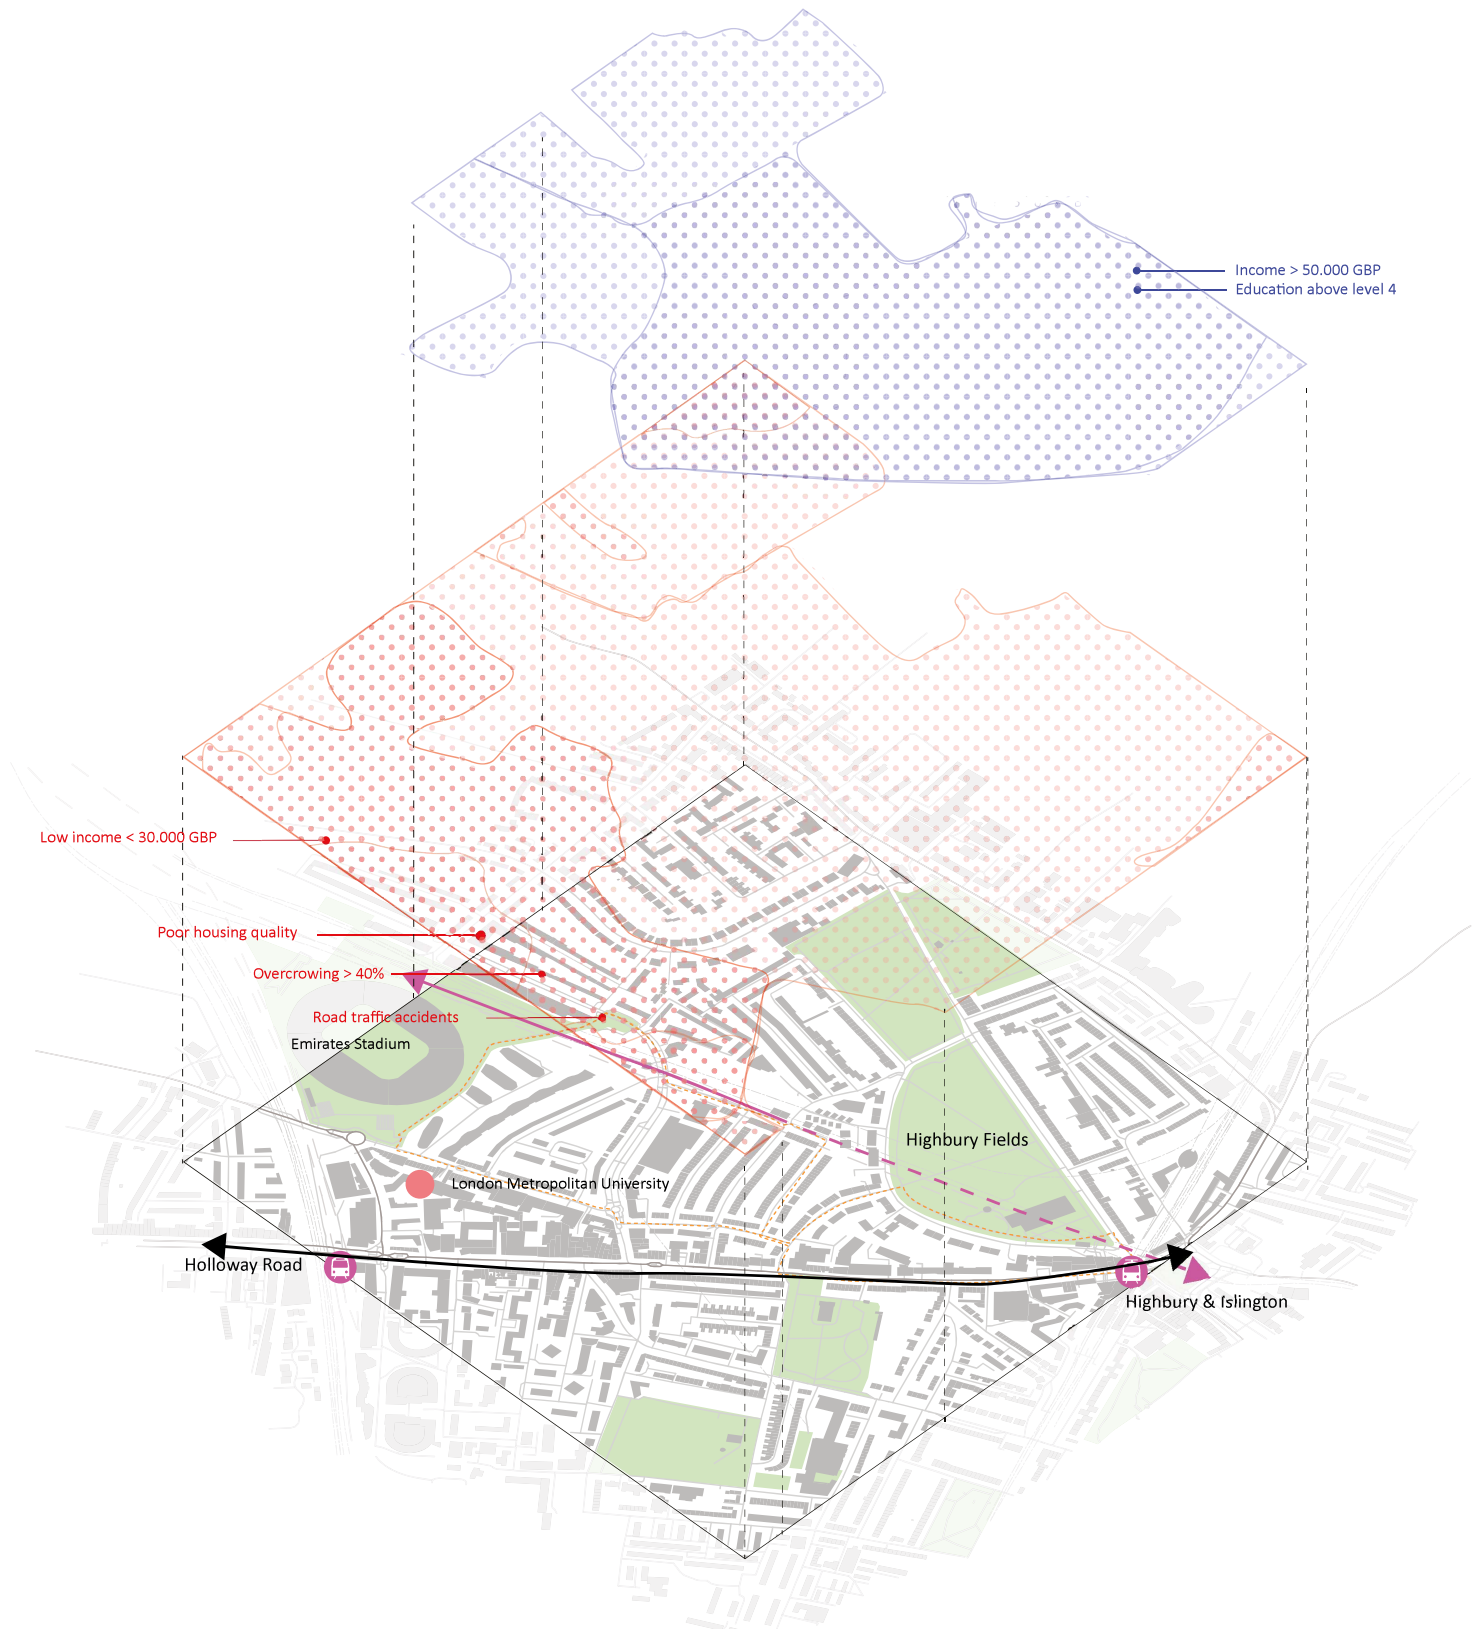 Income > 50.000 GBP
Education above level 4
Low income < 30.000 GBP
Poor housing quality
Overcrowing > 40%
Road traffic accidents
Emirates Stadium
Highbury Fields
London Metropolitan University
Holloway Road
Highbury & Islington